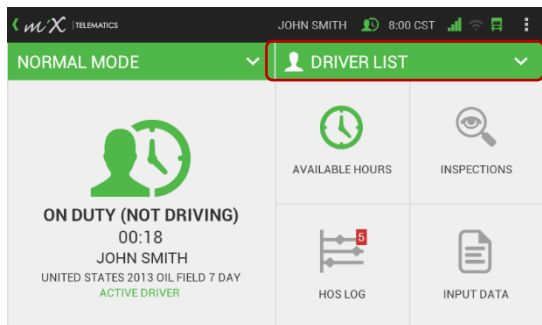 miX TELEMATICS JOHN SMITH 8:00 CST
NORMAL MODE
DRIVER LIST
ON DUTY (NOT DRIVING)
00:18
JOHN SMITH
UNITED STATES 2013 OIL FIELD 7 DAY
ACTIVE DRIVER
AVAILABLE HOURS
INSPECTIONS
5
HOS LOG
INPUT DATA